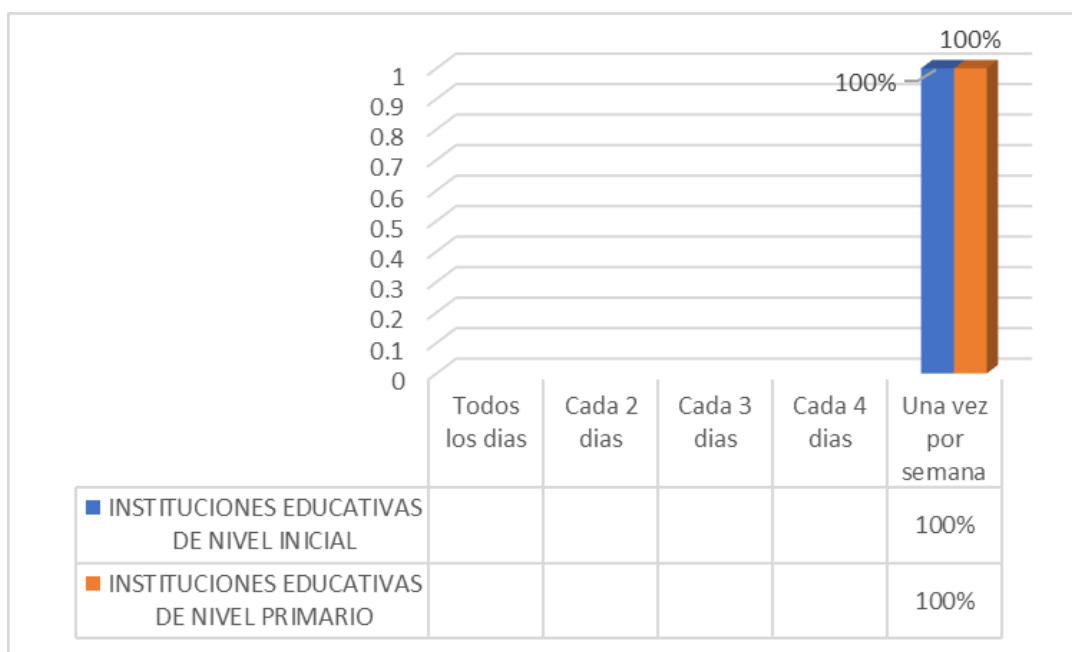 100%
100%
1
0.9
0.8
0.7
0.6
0.5
0.4
0.3
0.2
0.1
0
Todos
los dias
Cada 2
dias
Cada 3
dias
Cada 4
dias
Una vez
por
semana
INSTITUCIONES EDUCATIVAS
DE NIVEL INICIAL
100%
INSTITUCIONES EDUCATIVAS
DE NIVEL PRIMARIO
100%